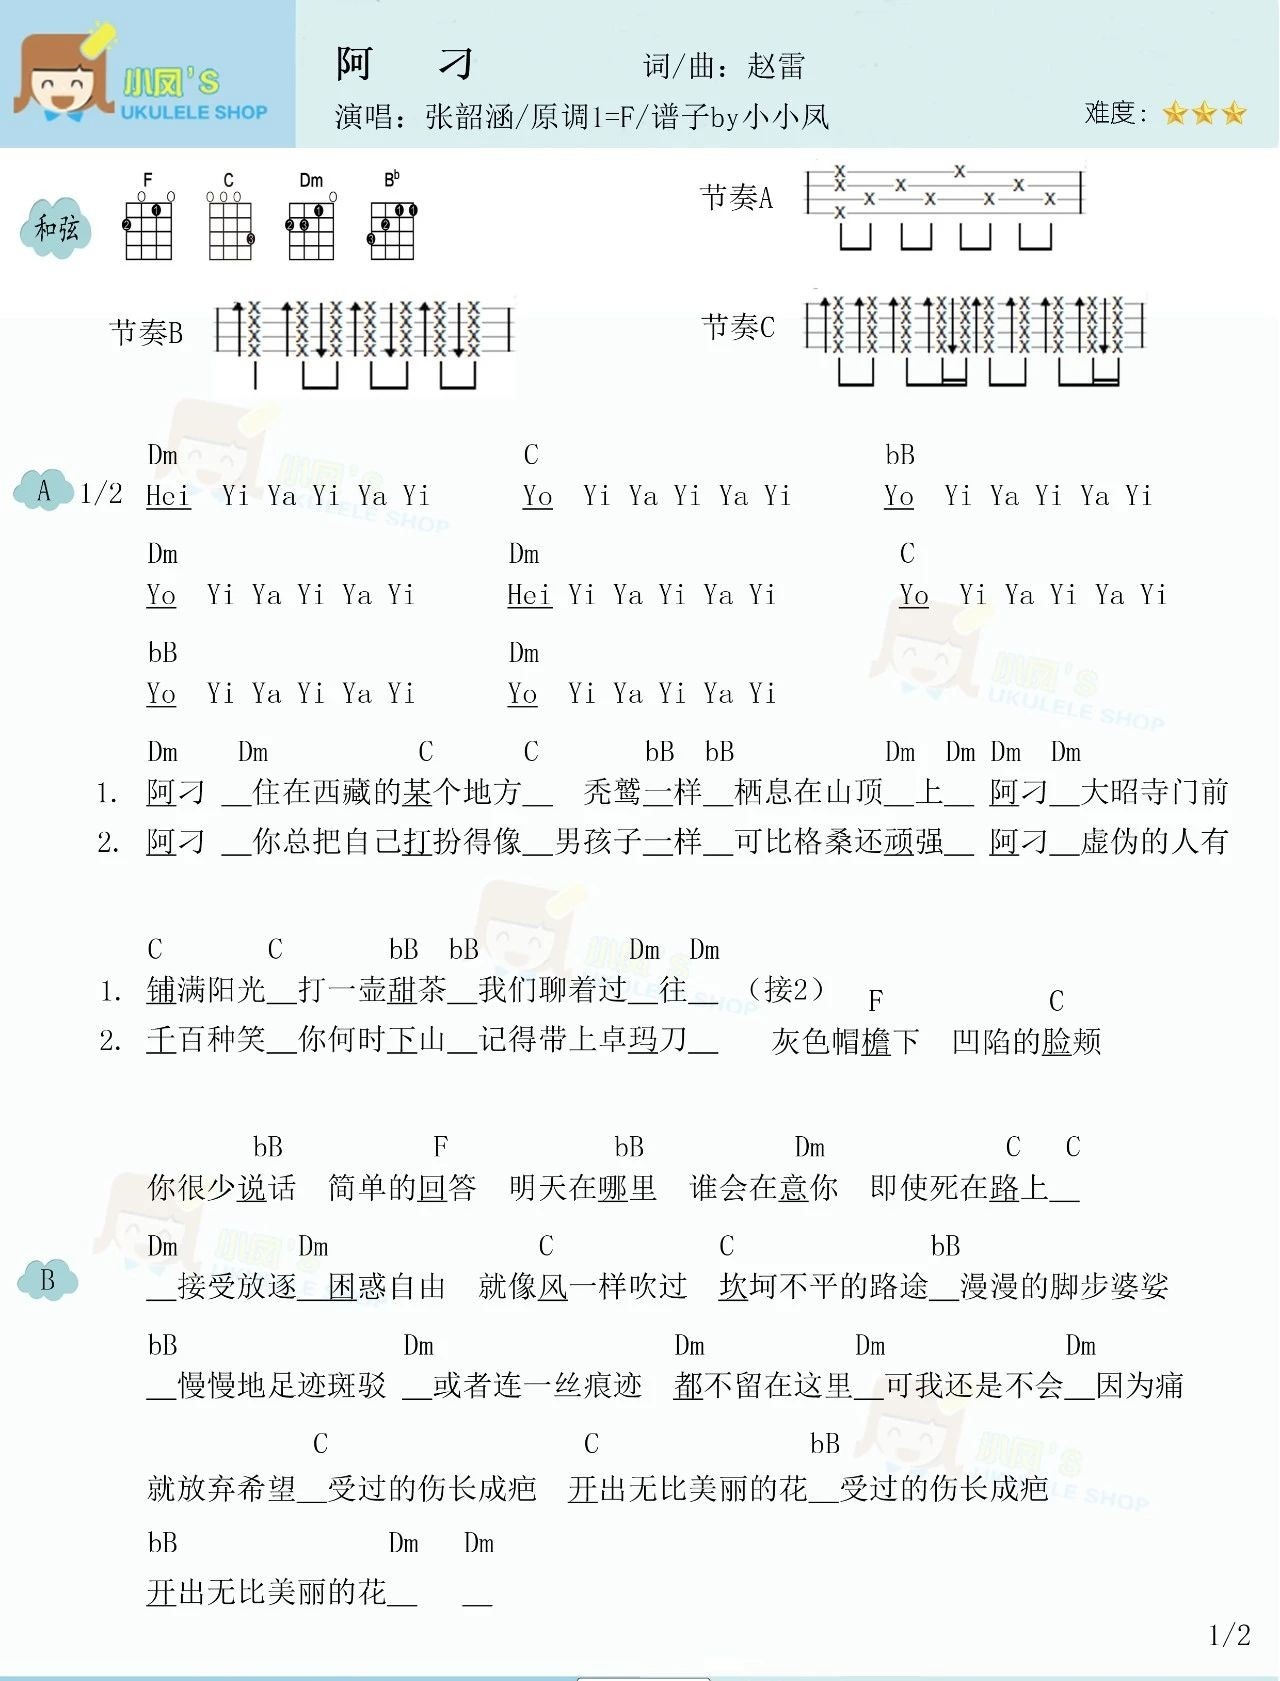 小凤'S
UKULELE SHOP
阿 刁 词/曲：赵雷
演唱：张韶涵/原调1=F/谱子by小小凤 难度：
和弦 F C Dm Bb 节奏A
节奏B 节奏C
Dm C bB
A 1/2 Hei Yi Ya Yi Ya Yi Yo Yi Ya Yi Ya Yi Yo Yi Ya Yi Ya Yi
Dm Dm C
Yo Yi Ya Yi Ya Yi Hei Yi Ya Yi Ya Yi Yo Yi Ya Yi Ya Yi
bB Dm
Yo Yi Ya Yi Ya Yi Yo Yi Ya Yi Ya Yi
Dm Dm C C bB bB Dm Dm Dm Dm
1. 阿刁 __住在西藏的某个地方__ 秃鹫一样__栖息在山顶__上__ 阿刁__大昭寺门前
2. 阿刁 __你总把自己打扮得像__男孩子一样__可比格桑还顽强__ 阿刁__虚伪的人有
C C bB bB Dm Dm
1. 铺满阳光__打一壶甜茶__我们聊着过__往__ （接2）
F C
2. 千百种笑__你何时下山__记得带上卓玛刀__ 灰色帽檐下 凹陷的脸颊
bB F bB Dm C C
你很少说话 简单的回答 明天在哪里 谁会在意你 即使死在路上__
Dm Dm C C bB
B __接受放逐__困惑自由 就像风一样吹过 坎坷不平的路途__漫漫的脚步婆娑
bB Dm Dm Dm Dm
__慢慢地足迹斑驳 __或者连一丝痕迹 都不留在这里__可我还是不会__因为痛
C C bB
就放弃希望__受过的伤长成疤 开出无比美丽的花__受过的伤长成疤
bB Dm Dm
开出无比美丽的花__ __
1/2